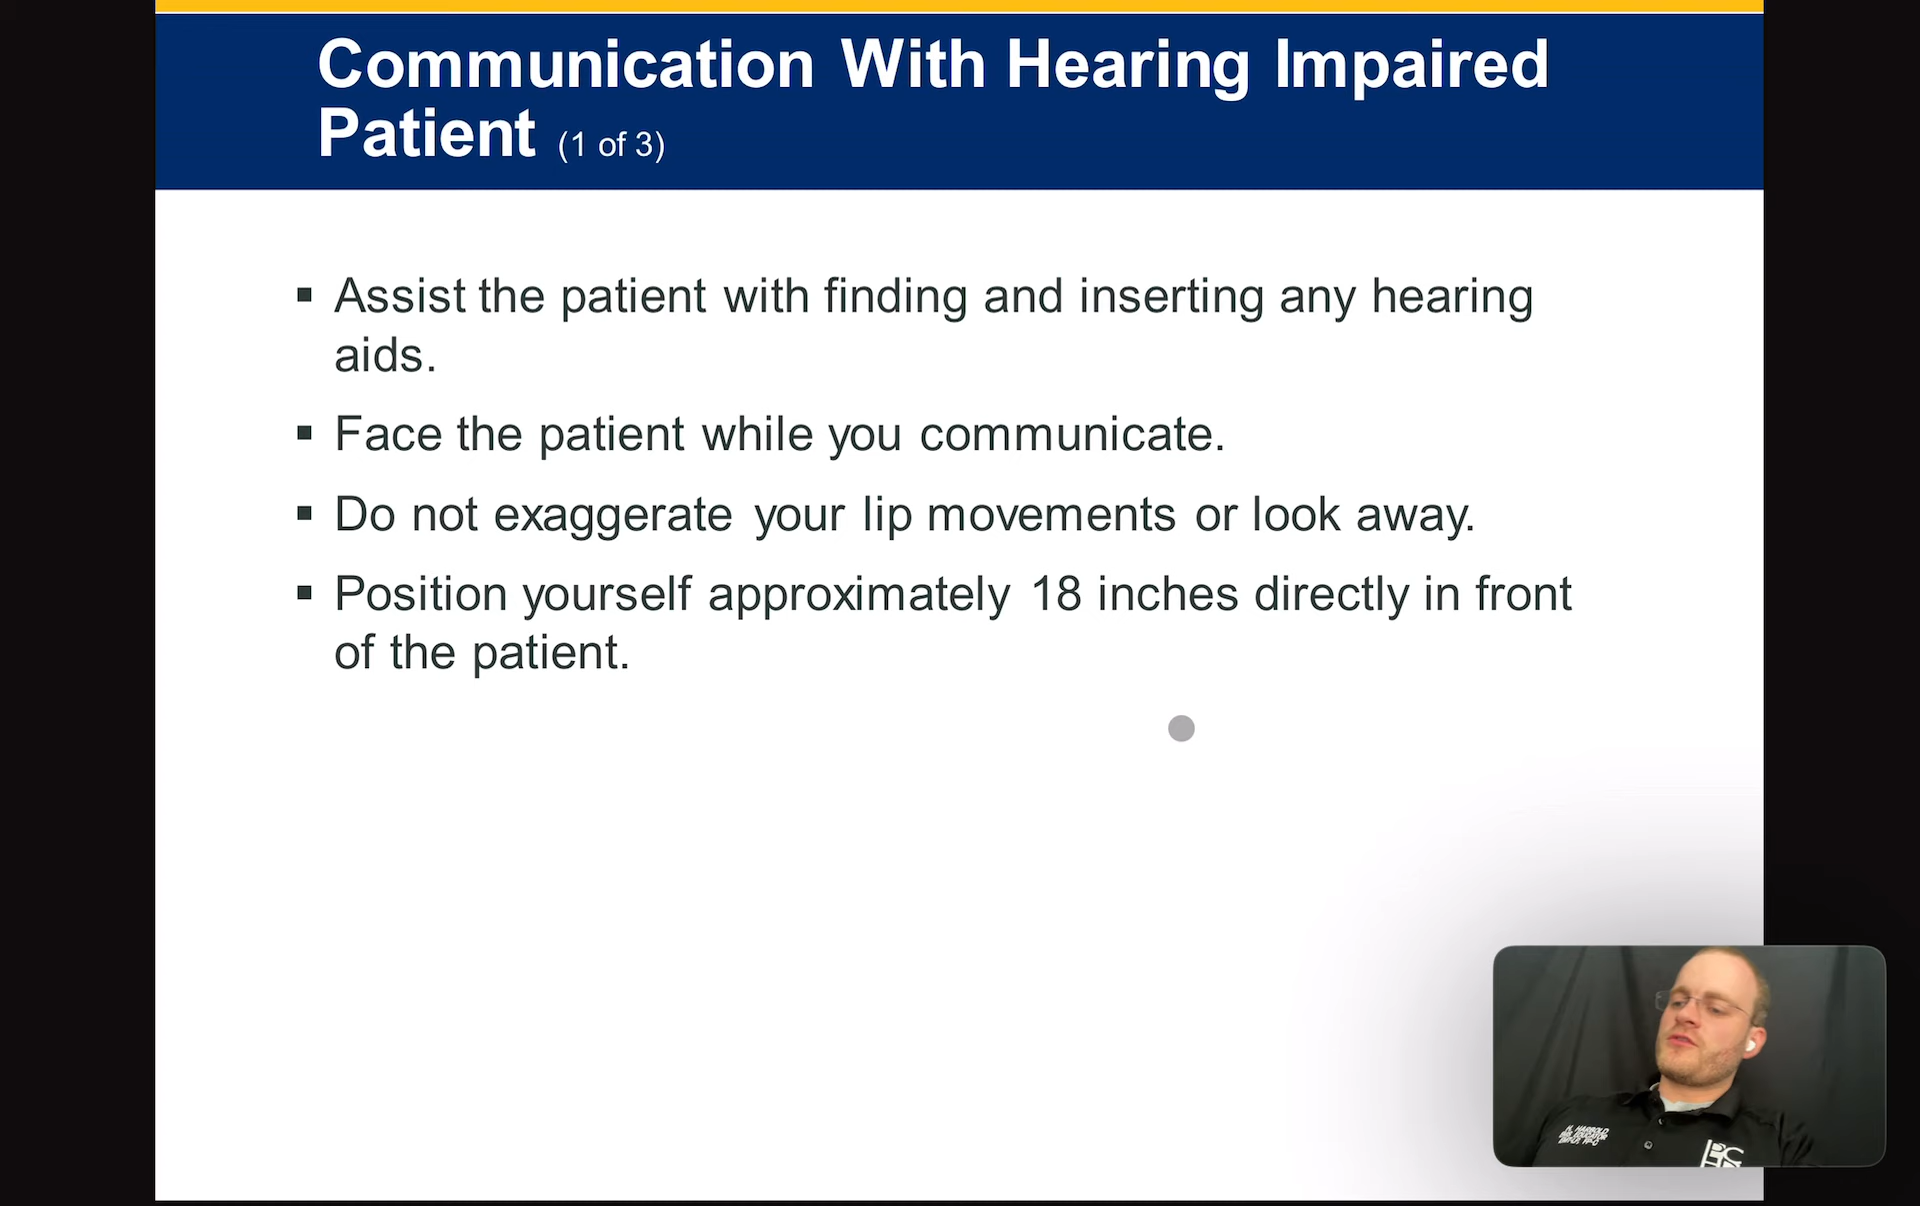 Communication With Hearing Impaired
Patient (1 of 3)
▪ Assist the patient with finding and inserting any hearing
aids.
▪ Face the patient while you communicate.
▪ Do not exaggerate your lip movements or look away.
▪ Position yourself approximately 18 inches directly in front
of the patient.